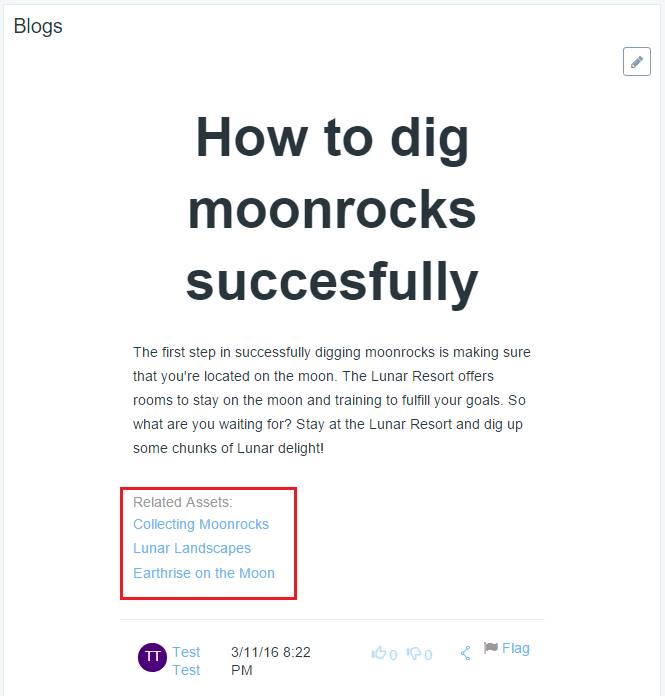 Blogs
How to dig
moonrocks
succesfully
The first step in successfully digging moonrocks is making sure
that you're located on the moon. The Lunar Resort offers
rooms to stay on the moon and training to fulfill your goals. So
what are you waiting for? Stay at the Lunar Resort and dig up
some chunks of Lunar delight!
Related Assets:
Collecting Moonrocks
Lunar Landscapes
Earthrise on the Moon
TT Test 3/11/16 8:22 0 0 Flag
Test PM